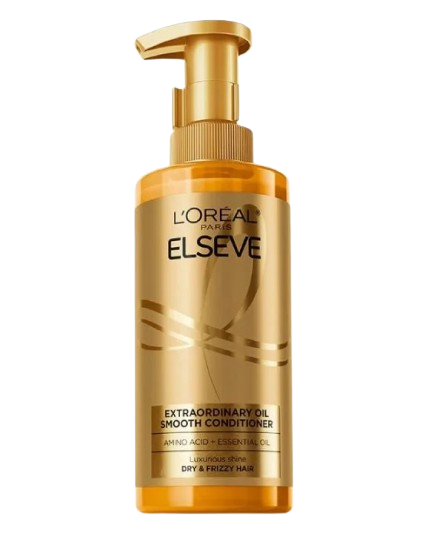 L'ORÉAL®
PARIS
ELSEVE
EXTRAORDINARY OIL
SMOOTH CONDITIONER
AMINO ACID + ESSENTIAL OIL
Luxurious shine
DRY & FRIZZY HAIR